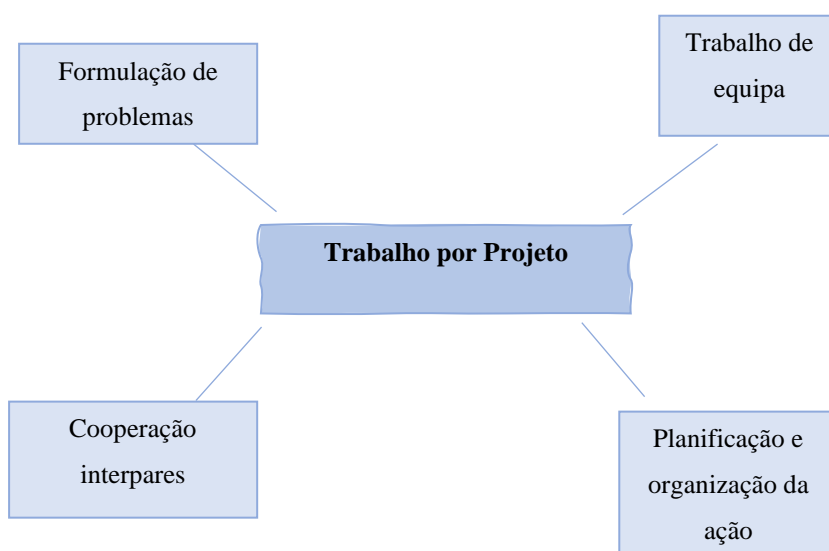 Formulação de
problemas
Trabalho de
equipa
Trabalho por Projeto
Cooperação
interpares
Planificação e
organização da
ação